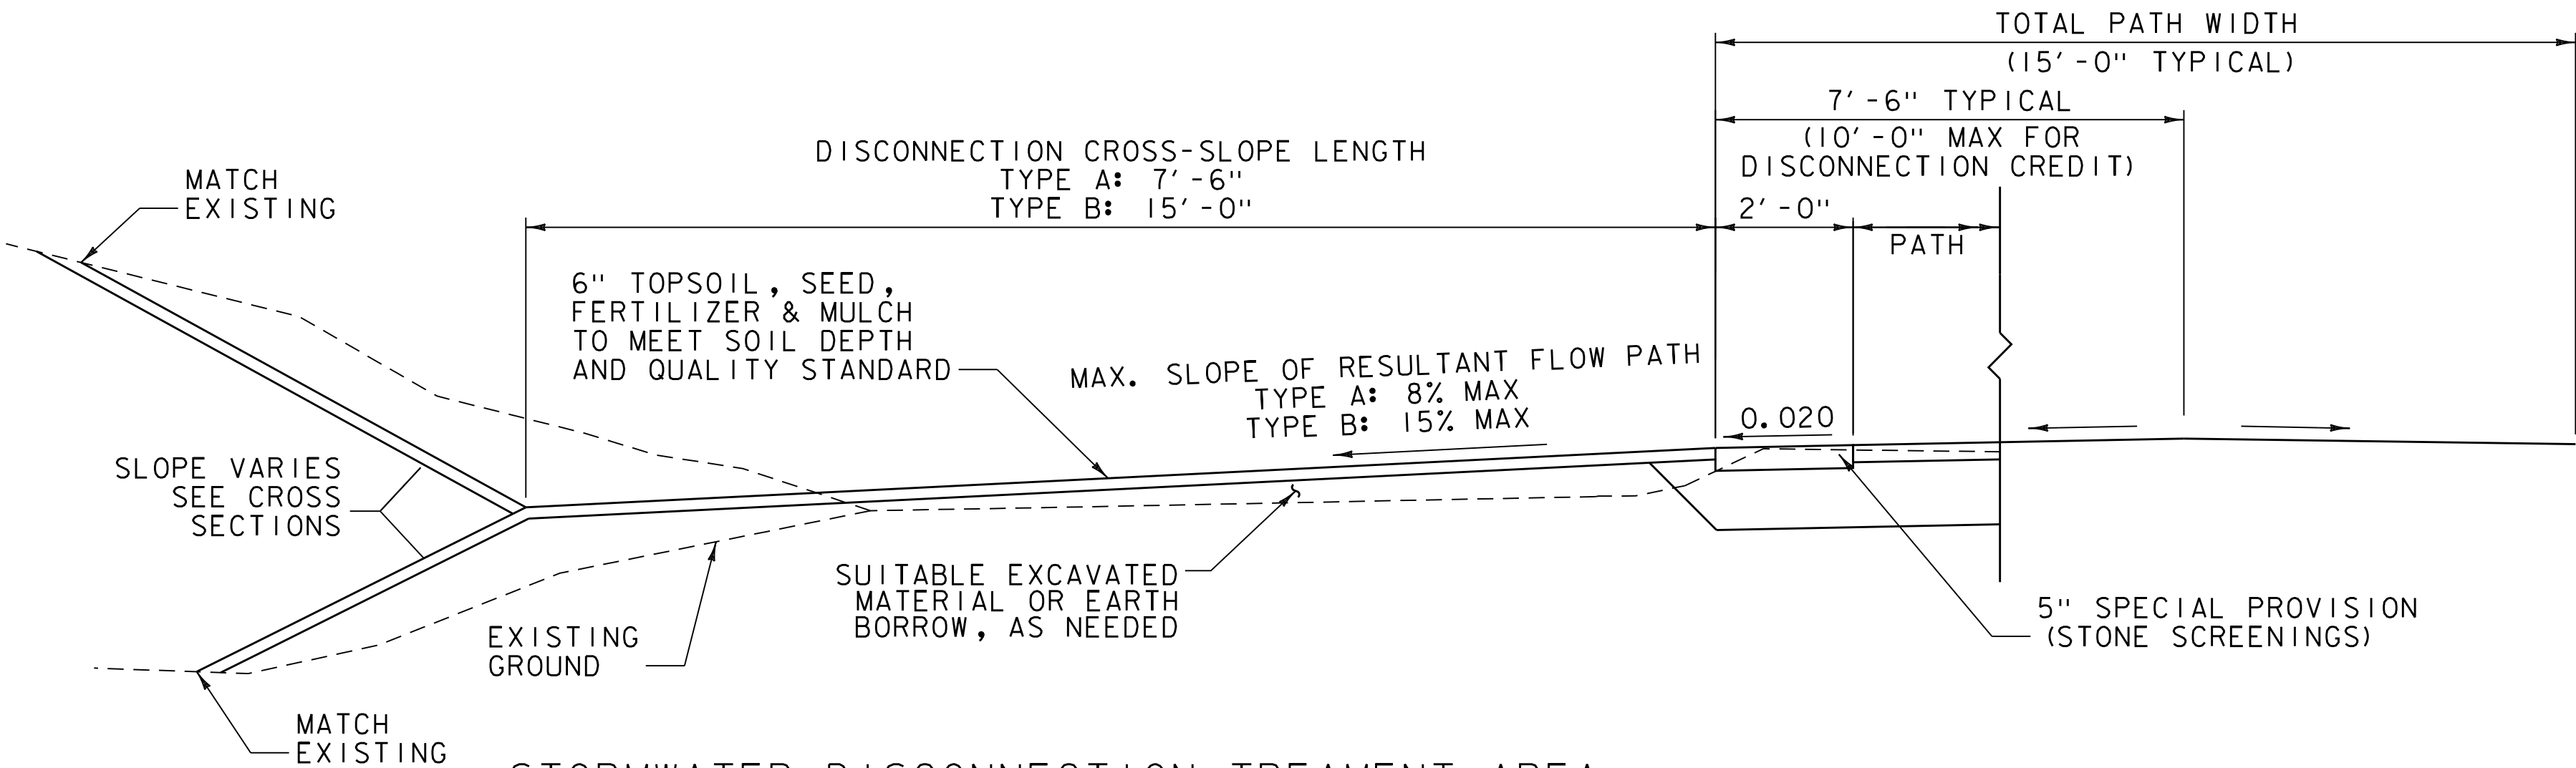 TOTAL PATH WIDTH
(15'-0" TYPICAL)
7'-6" TYPICAL
(10'-0" MAX FOR
DISCONNECTION CREDIT)
DISCONNECTION CROSS-SLOPE LENGTH
TYPE A: 7'-6"
TYPE B: 15'-0"
2'-0"
PATH
MATCH
EXISTING
6" TOPSOIL, SEED,
FERTILIZER & MULCH
TO MEET SOIL DEPTH
AND QUALITY STANDARD
MAX. SLOPE OF RESULTANT FLOW PATH
TYPE A: 8% MAX
TYPE B: 15% MAX
0.020
SLOPE VARIES
SEE CROSS
SECTIONS
SUITABLE EXCAVATED
MATERIAL OR EARTH
BORROW, AS NEEDED
EXISTING
GROUND
5" SPECIAL PROVISION
(STONE SCREENINGS)
MATCH
EXISTING
STORMWATER DISCONNECTION TREAMENT AREA